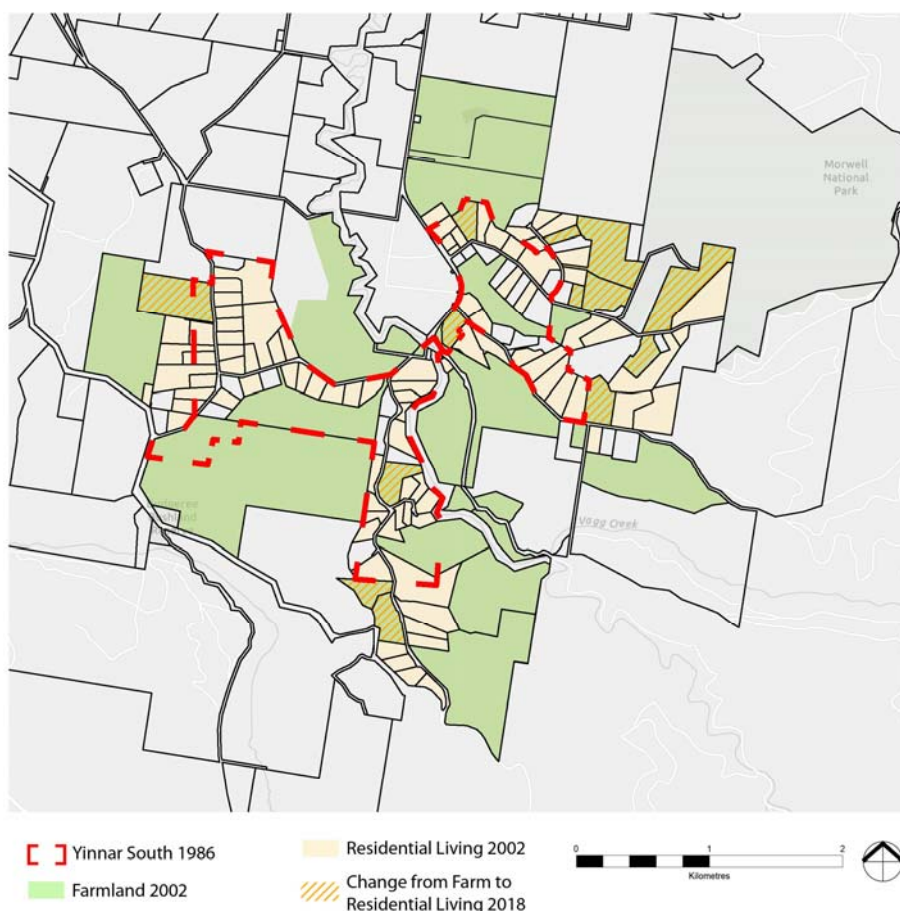 Morwell
National
Park
Vagg Creek
Yinnar South 1986
Farmland 2002
Residential Living 2002
Change from Farm to
Residential Living 2018
0 1 2
Kilometres